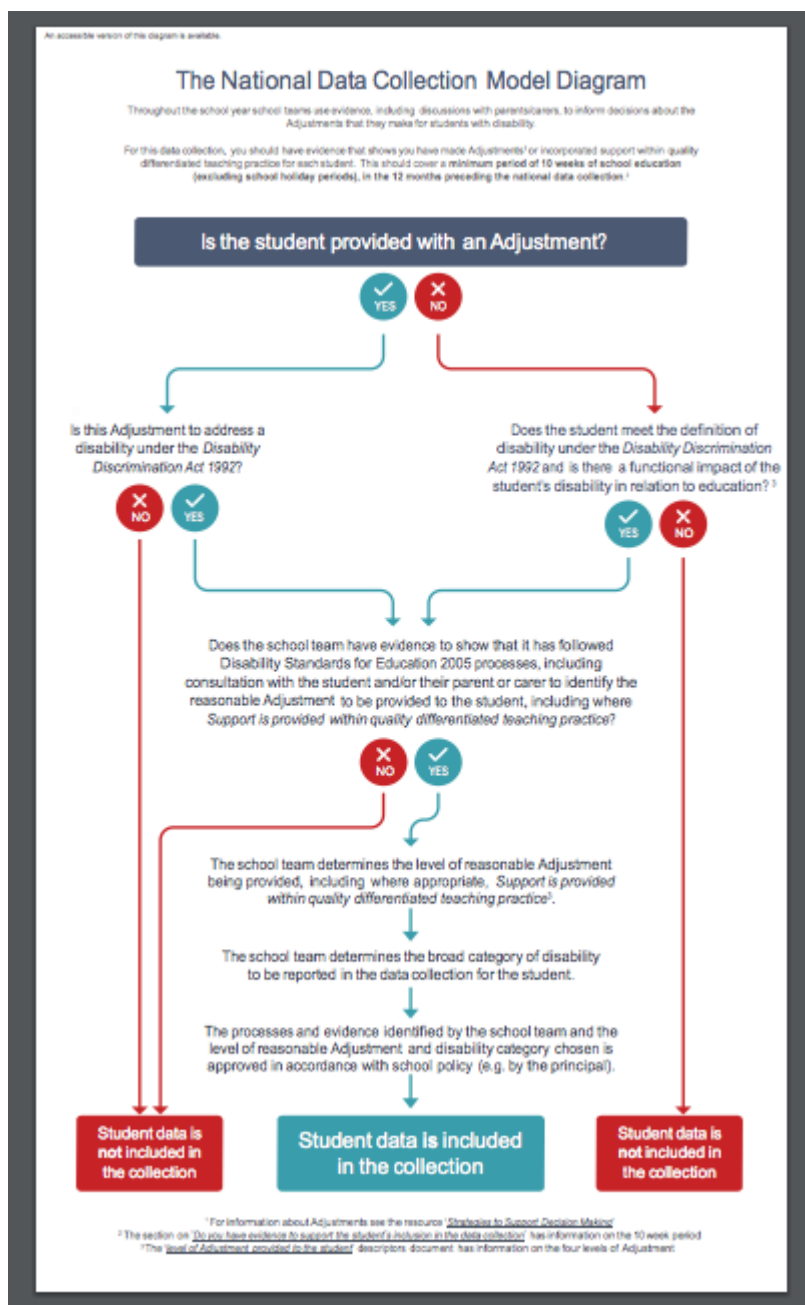 An accessible version of this diagram is available.
The National Data Collection Model Diagram
Throughout the school year school teams use evidence, including discussions with parents/carers, to inform decisions about the
Adjustments that they make for students with disability.
For this data collection, you should have evidence that shows you have made Adjustments¹ or incorporated support within quality
differentiated teaching practice for each student. This should cover a minimum period of 10 weeks of school education
(excluding school holiday periods), in the 12 months preceding the national data collection.²
Is the student provided with an Adjustment?
YES
NO
Is this Adjustment to address a
disability under the Disability
Discrimination Act 1992?
NO
YES
Does the student meet the definition of
disability under the Disability Discrimination
Act 1992 and is there a functional impact of the
student's disability in relation to education? ³
YES
NO
Does the school team have evidence to show that it has followed
Disability Standards for Education 2005 processes, including
consultation with the student and/or their parent or carer to identify the
reasonable Adjustment to be provided to the student, including where
Support is provided within quality differentiated teaching practice?
NO
YES
The school team determines the level of reasonable Adjustment
being provided, including where appropriate, Support is provided
within quality differentiated teaching practice³.
The school team determines the broad category of disability
to be reported in the data collection for the student.
The processes and evidence identified by the school team and the
level of reasonable Adjustment and disability category chosen is
approved in accordance with school policy (e.g. by the principal).
Student data is
not included in
the collection
Student data is included
in the collection
Student data is
not included in
the collection
¹ For information about Adjustments see the resource 'Strategies to Support Decision Making'
² The section on 'Do you have evidence to support the student's inclusion in the data collection' has information on the 10 week period
³ The 'level of Adjustment provided to the student' descriptors document has information on the four levels of Adjustment